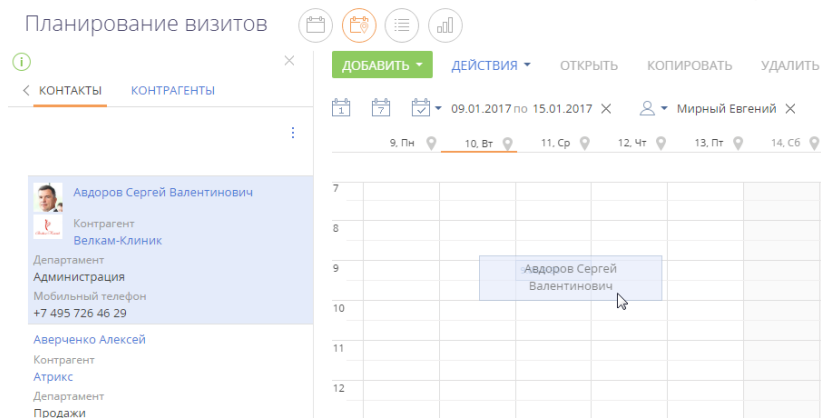 Планирование визитов
КОНТАКТЫ
КОНТРАГЕНТЫ
Авдоров Сергей Валентинович
Контрагент
Велкам-Клиник
Департамент
Администрация
Мобильный телефон
+7 495 726 46 29
Аверченко Алексей
Контрагент
Атрикс
Департамент
Продажи
ДОБАВИТЬ ДЕЙСТВИЯ ОТКРЫТЬ КОПИРОВАТЬ УДАЛИТЬ
1 7 09.01.2017 по 15.01.2017 Мирный Евгений
9, Пн 10, Вт 11, Ср 12, Чт 13, Пт 14, Сб
7
8
9
Авдоров Сергей
Валентинович
10
11
12